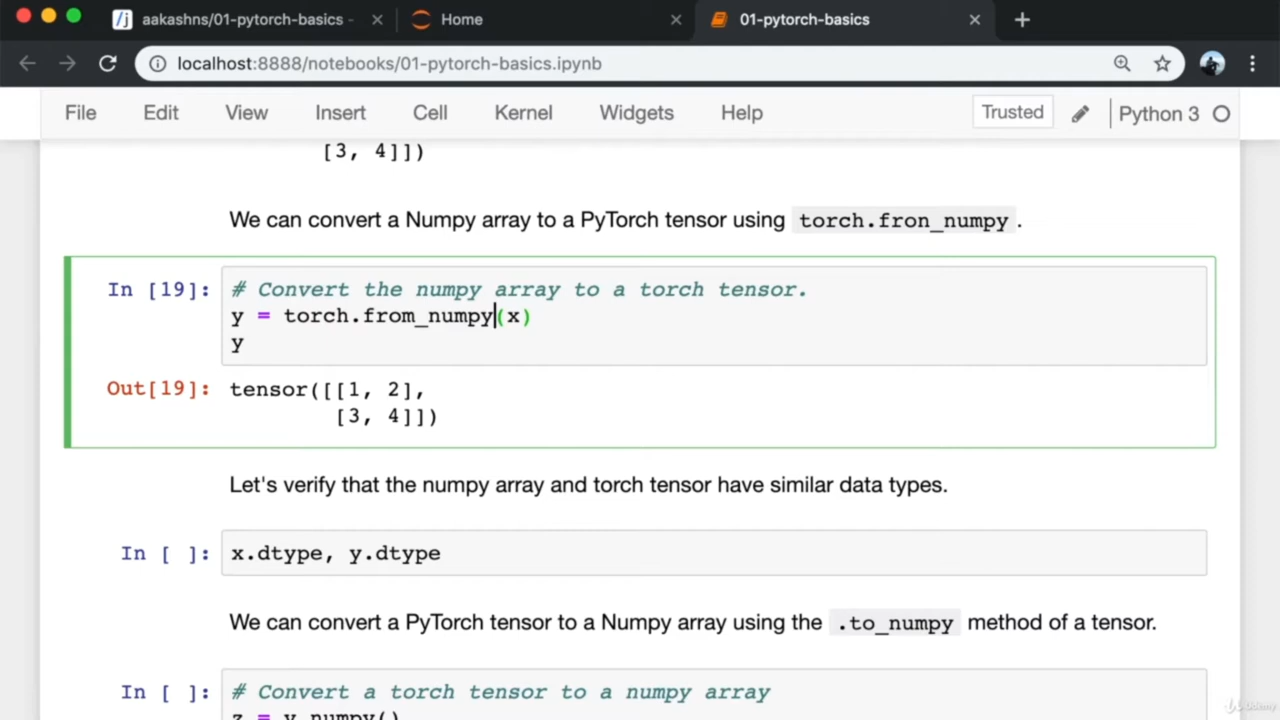 aakashns/01-pytorch-basics -
Home
01-pytorch-basics
localhost:8888/notebooks/01-pytorch-basics.ipynb
File Edit View Insert Cell Kernel Widgets Help Trusted Python 3
[3, 4]])
We can convert a Numpy array to a PyTorch tensor using torch.fron_numpy.
In [19]: # Convert the numpy array to a torch tensor.
y = torch.from_numpy(x)
y
Out[19]: tensor([[1, 2],
[3, 4]])
Let's verify that the numpy array and torch tensor have similar data types.
In [ ]: x.dtype, y.dtype
We can convert a PyTorch tensor to a Numpy array using the .to_numpy method of a tensor.
In [ ]: # Convert a torch tensor to a numpy array
z = y.numpy()
Udemy